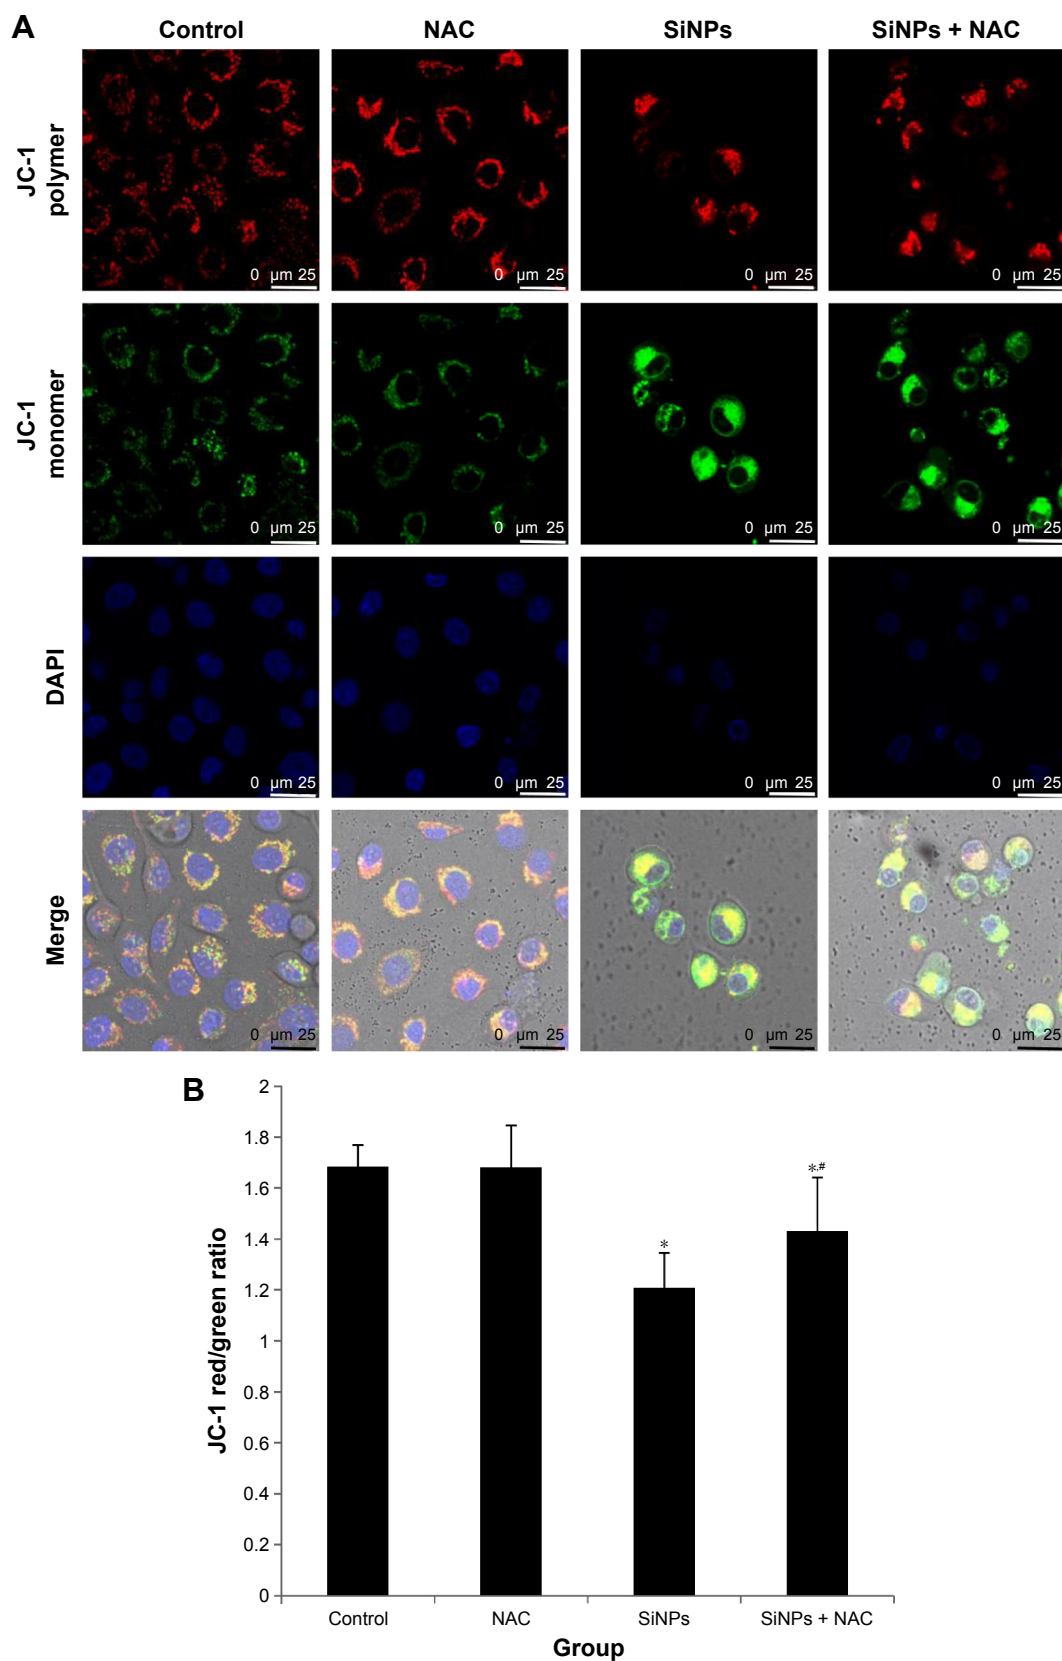 A
Control NAC SiNPs SiNPs + NAC
JC-1
polymer
0 µm 25 0 µm 25 0 µm 25 0 µm 25
JC-1
monomer
0 µm 25 0 µm 25 0 µm 25 0 µm 25
DAPI
0 µm 25 0 µm 25 0 µm 25 0 µm 25
Merge
0 µm 25 0 µm 25 0 µm 25 0 µm 25
B
JC-1 red/green ratio
2
1.8
1.6
1.4
1.2
1
0.8
0.6
0.4
0.2
0
*
*,#
Control NAC SiNPs SiNPs + NAC
Group